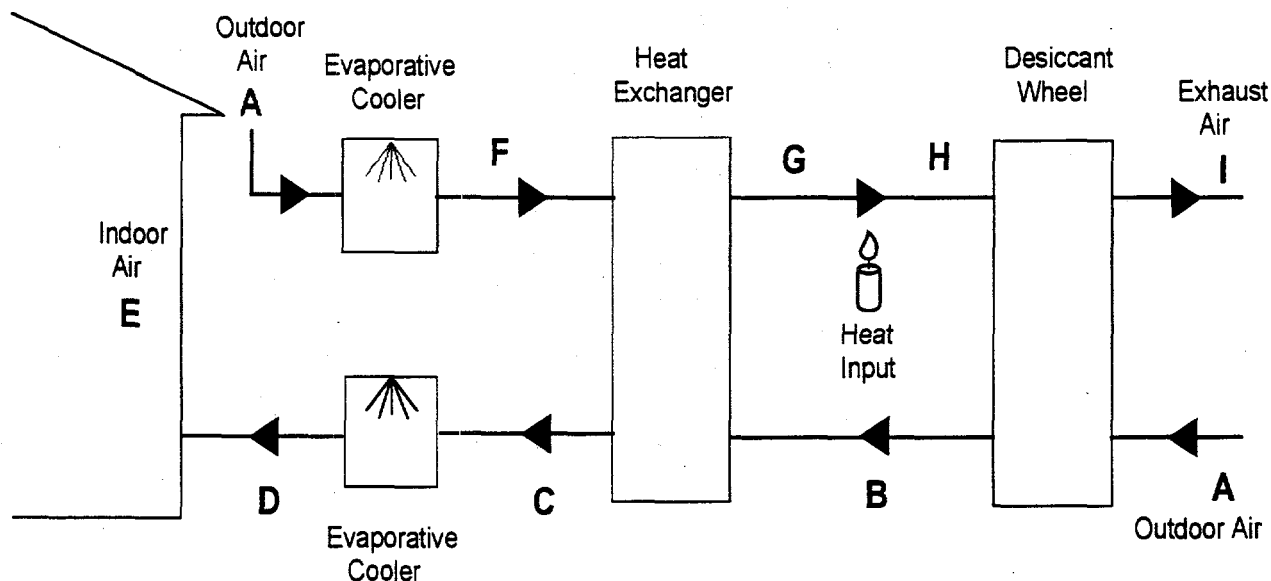 Outdoor
Air
A
Evaporative
Cooler
F
Heat
Exchanger
G
H
Desiccant
Wheel
Exhaust
Air
I
Indoor
Air
E
Heat
Input
D
Evaporative
Cooler
C
B
A
Outdoor Air